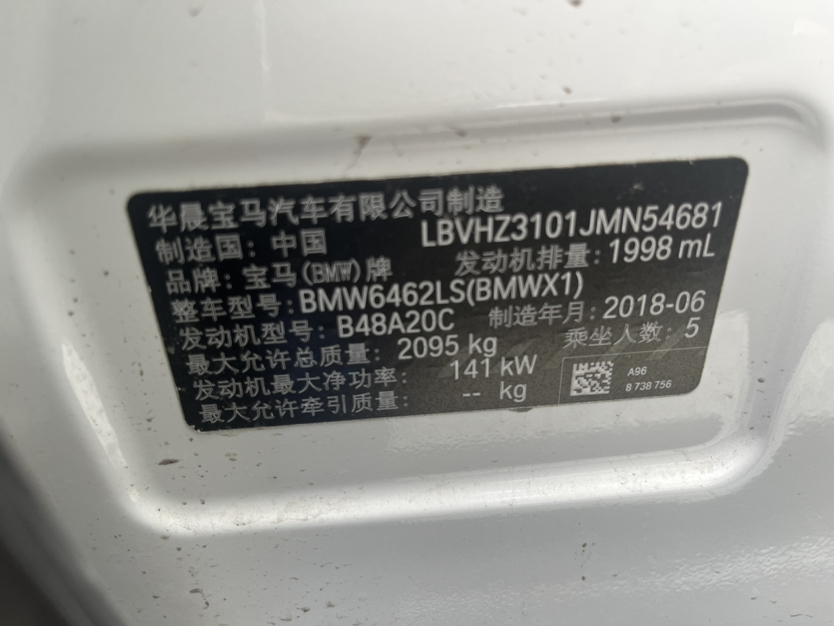 华晨宝马汽车有限公司制造
制造国：中国 LBVHZ3101JMN54681
品牌：宝马(BMW)牌 发动机排量：1998 mL
整车型号：BMW6462LS(BMWX1)
发动机型号：B48A20C 制造年月：2018-06
最大允许总质量：2095 kg 乘坐人数：5
发动机最大净功率： 141 kW
最大允许牵引质量： -- kg
A96
8 738 756